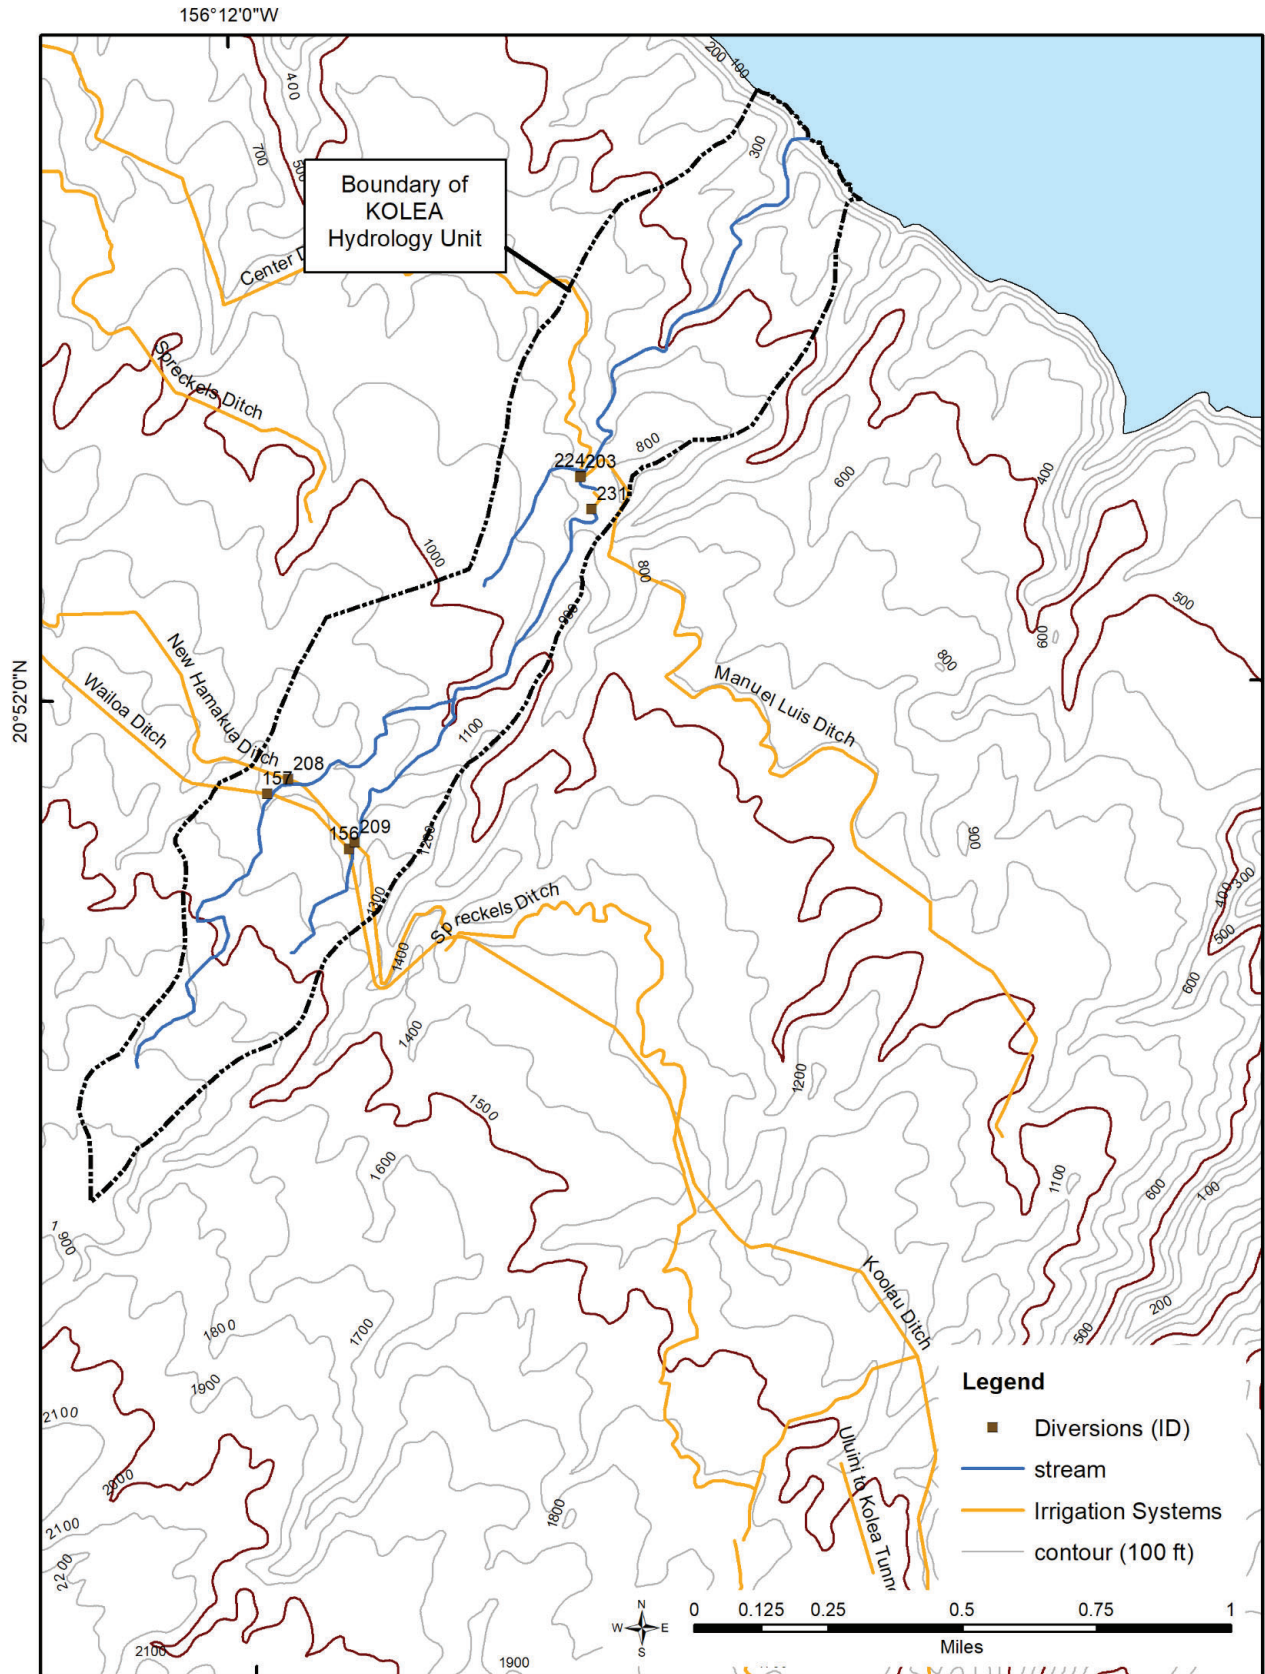 156°12'0"W
200
100
400
300
700
500
Boundary of
KOLEA
Hydrology Unit
Center D
Spreckels Ditch
800
224
203
600
400
231
1000
800
900
500
600
20°52'0"N
New Hamakua Ditch
Wailoa Ditch
800
Manuel Luis Ditch
1100
208
157
209
156
1200
900
300
400
1300
Spreckels Ditch
500
1400
600
1400
1200
1500
1600
1100
600
100
1900
Koolau Ditch
200
500
1800
1700
1900
2100
2000
Uluini to Kolea Tunn
1800
2100
2200
2100
1900
Legend
Diversions (ID)
stream
Irrigation Systems
contour (100 ft)
N
W
E
S
0
0.125
0.25
0.5
0.75
1
Miles